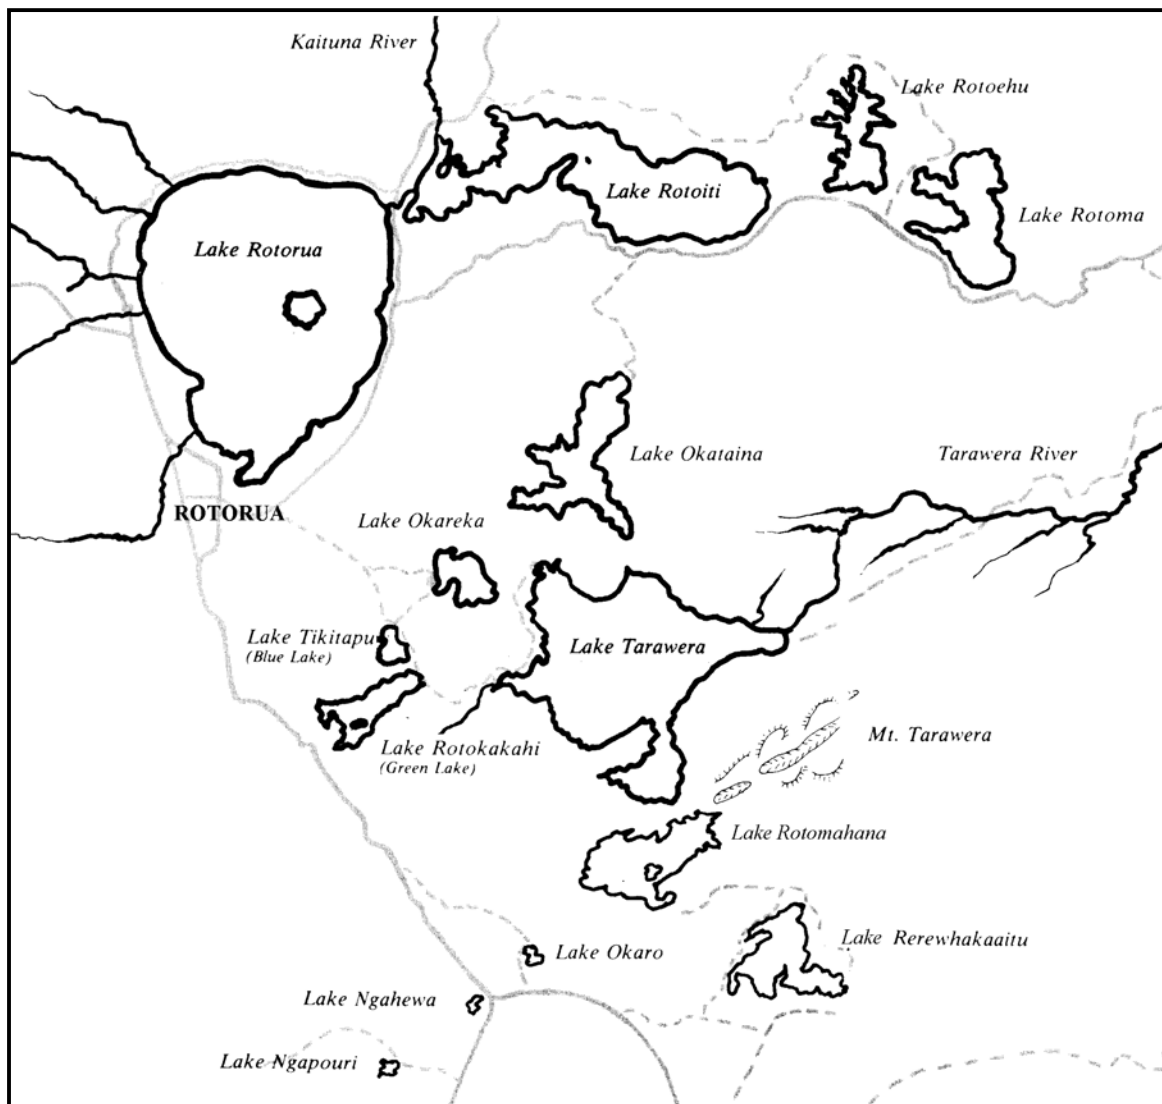 Kaituna River
Lake Rotoehu
Lake Rotoiti
Lake Rotoma
Lake Rotorua
Lake Okataina
Tarawera River
ROTORUA
Lake Okareka
Lake Tikitapu
(Blue Lake)
Lake Tarawera
Lake Rotokakahi
(Green Lake)
Mt. Tarawera
Lake Rotomahana
Lake Rerewhakaaitu
Lake Okaro
Lake Ngahewa
Lake Ngapouri